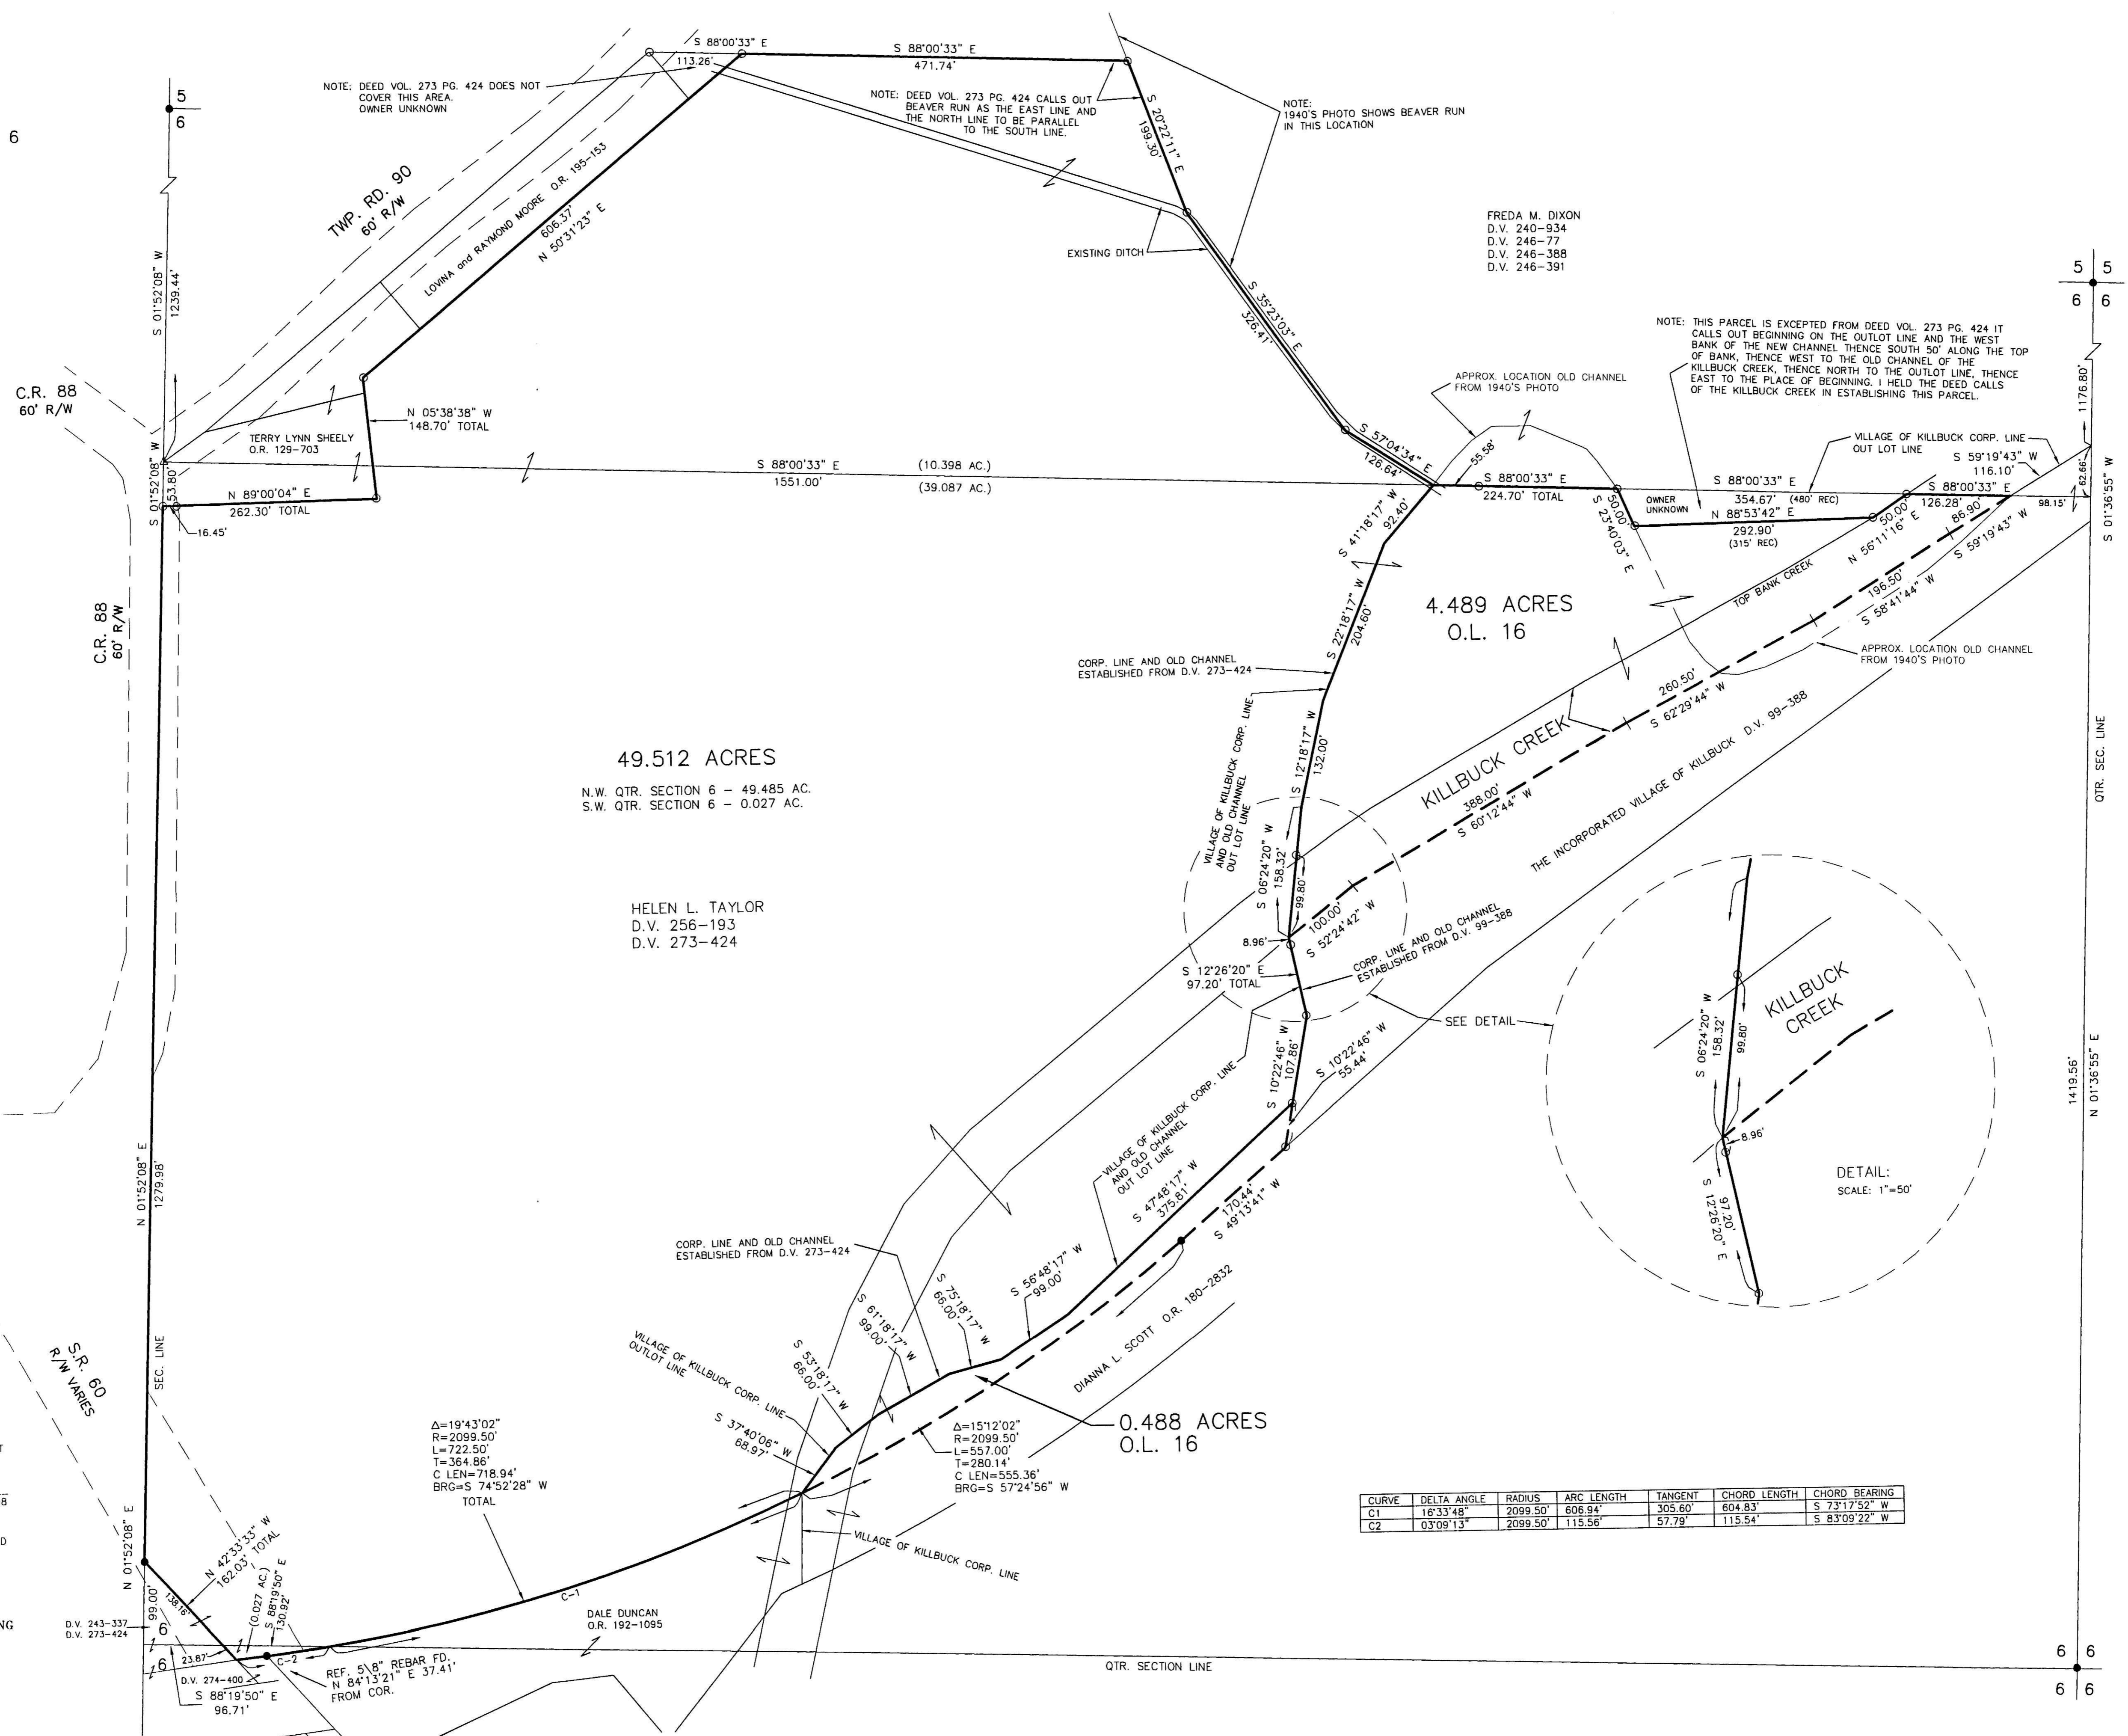 S 88°00'33" E
113.26'
S 88°00'33" E
471.74'
NOTE: DEED VOL. 273 PG. 424 DOES NOT
COVER THIS AREA.
OWNER UNKNOWN
NOTE: DEED VOL. 273 PG. 424 CALLS OUT
BEAVER RUN AS THE EAST LINE AND
THE NORTH LINE TO BE PARALLEL
TO THE SOUTH LINE.
S 20°22'11" E
199.30'
NOTE:
1940'S PHOTO SHOWS BEAVER RUN
IN THIS LOCATION
5
6
6
TWP. RD. 90
60' R/W
LOVINA and RAYMOND MOORE O.R. 195-153
606.37'
N 50°31'23" E
EXISTING DITCH
FREDA M. DIXON
D.V. 240-934
D.V. 246-77
D.V. 246-388
D.V. 246-391
5 5
6 6
S 01°52'08" W
1239.44'
S 35°23'03" E
326.41'
NOTE: THIS PARCEL IS EXCEPTED FROM DEED VOL. 273 PG. 424 IT
CALLS OUT BEGINNING ON THE OUTLOT LINE AND THE WEST
BANK OF THE NEW CHANNEL THENCE SOUTH 50' ALONG THE TOP
OF BANK, THENCE WEST TO THE OLD CHANNEL OF THE
KILLBUCK CREEK, THENCE NORTH TO THE OUTLOT LINE, THENCE
EAST TO THE PLACE OF BEGINNING. I HELD THE DEED CALLS
OF THE KILLBUCK CREEK IN ESTABLISHING THIS PARCEL.
1176.80'
C.R. 88
60' R/W
APPROX. LOCATION OLD CHANNEL
FROM 1940'S PHOTO
N 05°38'38" W
148.70' TOTAL
TERRY LYNN SHEELY
O.R. 129-703
S 57°04'34" E
126.64'
55.58'
VILLAGE OF KILLBUCK CORP. LINE
OUT LOT LINE
S 59°19'43" W
116.10'
62.66'
S 01°36'55" W
S 01°52'08" W
53.80'
S 88°00'33" E (10.398 AC.)
1551.00' (39.087 AC.)
N 89°00'04" E
262.30' TOTAL
16.45'
S 88°00'33" E
224.70' TOTAL
50.00'
S 23°40'03" E
OWNER
UNKNOWN
S 88°00'33" E
354.67' (480' REC)
N 88°53'42" E
292.90'
(315' REC)
S 88°00'33" E
126.28'
98.15'
50.00'
N 56°11'16" E
86.90'
S 59°19'43" W
S 41°18'17" W
92.40'
C.R. 88
60' R/W
4.489 ACRES
O.L. 16
TOP BANK CREEK
196.50'
S 58°41'44" W
S 22°18'17" W
204.60'
CORP. LINE AND OLD CHANNEL
ESTABLISHED FROM D.V. 273-424
APPROX. LOCATION OLD CHANNEL
FROM 1940'S PHOTO
260.50'
S 62°29'44" W
49.512 ACRES
N.W. QTR. SECTION 6 - 49.485 AC.
S.W. QTR. SECTION 6 - 0.027 AC.
VILLAGE OF KILLBUCK CORP. LINE
AND OLD CHANNEL
OUT LOT LINE
S 12°18'17" W
132.00'
KILLBUCK CREEK
388.00'
S 60°12'44" W
THE INCORPORATED VILLAGE OF KILLBUCK D.V. 99-388
QTR. SEC. LINE
HELEN L. TAYLOR
D.V. 256-193
D.V. 273-424
S 06°24'20" W
158.32'
99.80'
100.00'
S 52°24'42" W
8.96'
CORP. LINE AND OLD CHANNEL
ESTABLISHED FROM D.V. 99-388
S 12°26'20" E
97.20' TOTAL
SEE DETAIL
KILLBUCK
CREEK
S 06°24'20" W
158.32'
99.80'
8.96'
97.20'
S 12°26'20" E
DETAIL:
SCALE: 1"=50'
1419.56'
N 01°36'55" E
S 10°22'46" W
107.86'
S 10°22'46" W
55.44'
VILLAGE OF KILLBUCK CORP. LINE
AND OLD CHANNEL
OUT LOT LINE
S 47°48'17" W
375.81'
170.44'
S 49°13'41" W
N 01°52'08" E
1279.98'
CORP. LINE AND OLD CHANNEL
ESTABLISHED FROM D.V. 273-424
S 56°48'17" W
99.00'
S 75°18'17" W
66.00'
S 61°18'17" W
99.00'
S 53°18'17" W
66.00'
VILLAGE OF KILLBUCK CORP. LINE
OUTLOT LINE
S 37°40'06" W
68.97'
DIANNA L. SCOTT O.R. 180-2832
SEC. LINE
S.R. 60
R/W VARIES
Δ=19°43'02"
R=2099.50'
L=722.50'
T=364.86'
C LEN=718.94'
BRG=S 74°52'28" W
TOTAL
Δ=15°12'02"
R=2099.50'
L=557.00'
T=280.14'
C LEN=555.36'
BRG=S 57°24'56" W
0.488 ACRES
O.L. 16
T
8
D
NG
CURVE DELTA ANGLE RADIUS ARC LENGTH TANGENT CHORD LENGTH CHORD BEARING
C1 16°33'48" 2099.50' 606.94' 305.60' 604.83' S 73°17'52" W
C2 03°09'13" 2099.50' 115.56' 57.79' 115.54' S 83°09'22" W
VILLAGE OF KILLBUCK CORP. LINE
C-1
N 01°52'08" E
99.00'
N 42°33'33" W
162.03' TOTAL
138.16'
(0.027 AC.)
S 88°19'50" E
130.92'
DALE DUNCAN
O.R. 192-1095
D.V. 243-337
D.V. 273-424
6
6
23.87'
C-2
D.V. 274-400
S 88°19'50" E
96.71'
REF. 5\8" REBAR FD.
N 84°13'21" E 37.41'
FROM COR.
QTR. SECTION LINE
6 6
6 6